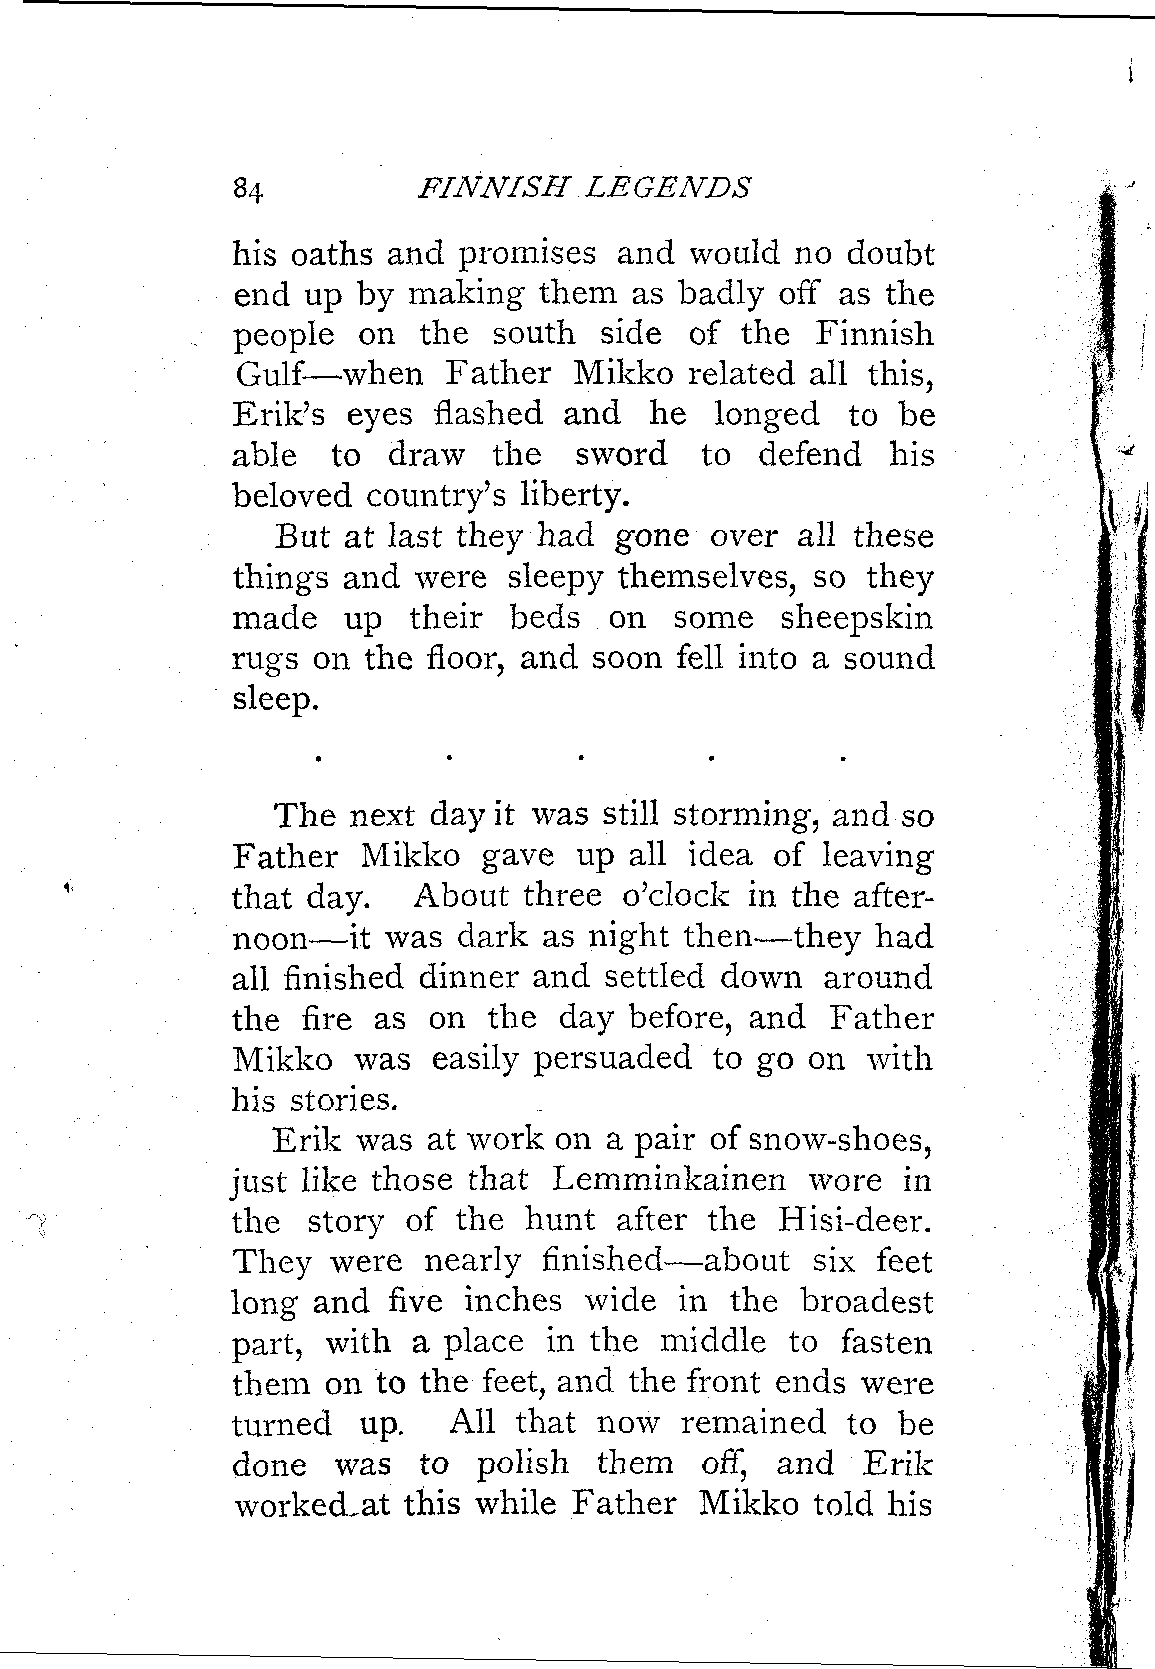 84 FINNISH LEGENDS
his oaths and promises and would no doubt
end up by making them as badly off as the
people on the south side of the Finnish
Gulf—when Father Mikko related all this,
Erik's eyes flashed and he longed to be
able to draw the sword to defend his
beloved country's liberty.
But at last they had gone over all these
things and were sleepy themselves, so they
made up their beds on some sheepskin
rugs on the floor, and soon fell into a sound
sleep.
. . . . .
The next day it was still storming, and so
Father Mikko gave up all idea of leaving
that day. About three o'clock in the after-
noon—it was dark as night then—they had
all finished dinner and settled down around
the fire as on the day before, and Father
Mikko was easily persuaded to go on with
his stories.
Erik was at work on a pair of snow-shoes,
just like those that Lemminkainen wore in
the story of the hunt after the Hisi-deer.
They were nearly finished—about six feet
long and five inches wide in the broadest
part, with a place in the middle to fasten
them on to the feet, and the front ends were
turned up. All that now remained to be
done was to polish them off, and Erik
worked at this while Father Mikko told his